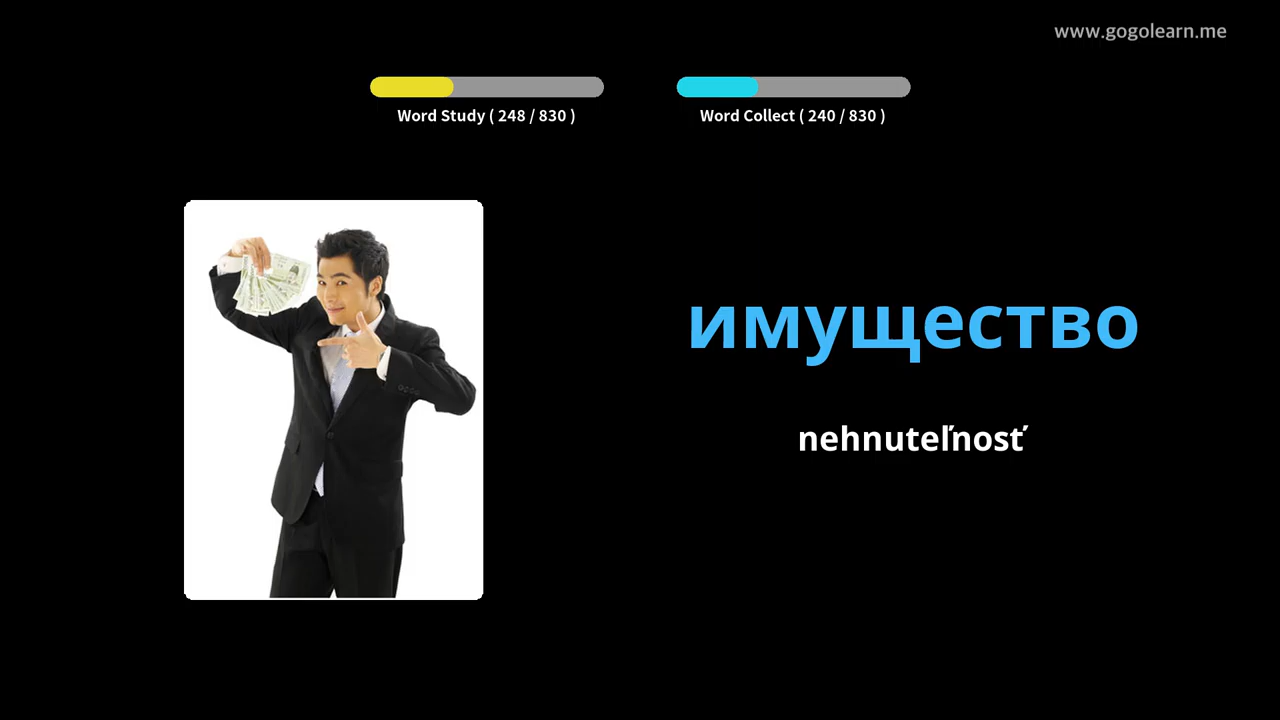 www.gogolearn.me
Word Study ( 248 / 830 )
Word Collect ( 240 / 830 )
имущество
nehnuteľnosť